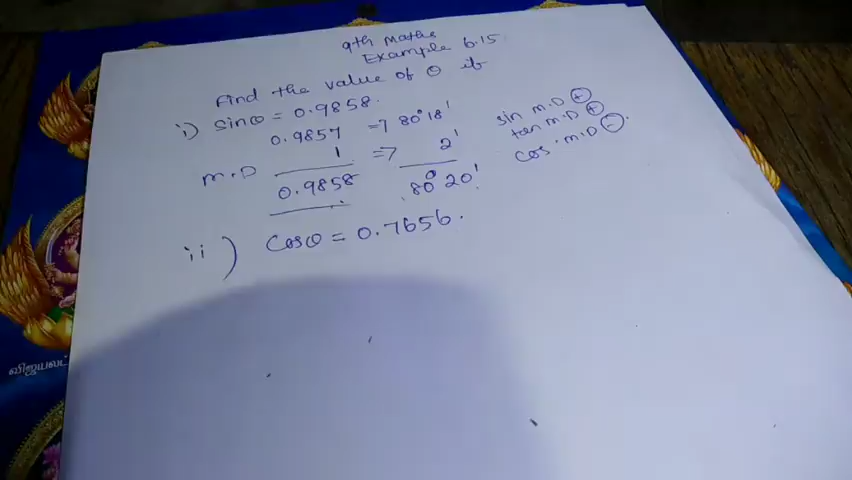 9th Maths
Example 6.15
Find the value of θ if
i) sinθ = 0.9858.
0.9857 => 80°18'
M.D 1 => 2'
0.9858 80°20'
sin M.D ⊕
tan M.D ⊕
cos. M.D ⊖.
ii) Cosθ = 0.7656.
விஜயலட்